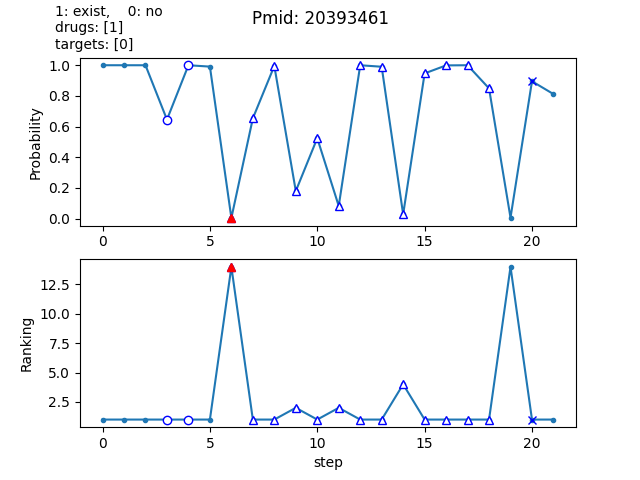 1: exist,    0: no
drugs: [1]
targets: [0]
Pmid: 20393461
Probability
1.0
0.8
0.6
0.4
0.2
0.0
0 5 10 15 20
Ranking
12.5
10.0
7.5
5.0
2.5
0 5 10 15 20
step